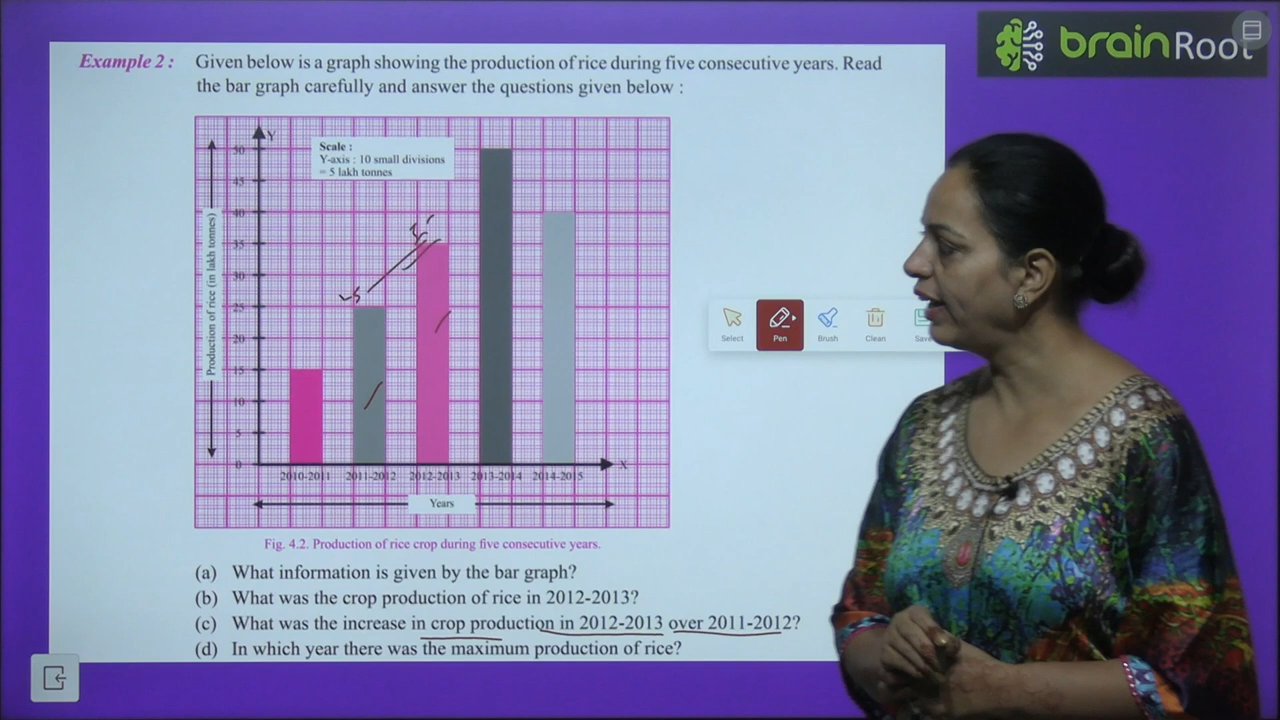 brainRoot
Example 2 : Given below is a graph showing the production of rice during five consecutive years. Read
the bar graph carefully and answer the questions given below :
Y
Scale :
Y-axis : 10 small divisions
= 5 lakh tonnes
50
45
40
35
30
25
20
15
10
5
0
Production of rice (in lakh tonnes)
2010-2011 2011-2012 2012-2013 2013-2014 2014-2015
X
Years
Fig. 4.2. Production of rice crop during five consecutive years.
(a) What information is given by the bar graph?
(b) What was the crop production of rice in 2012-2013?
(c) What was the increase in crop production in 2012-2013 over 2011-2012?
(d) In which year there was the maximum production of rice?
Select Pen Brush Clean Save